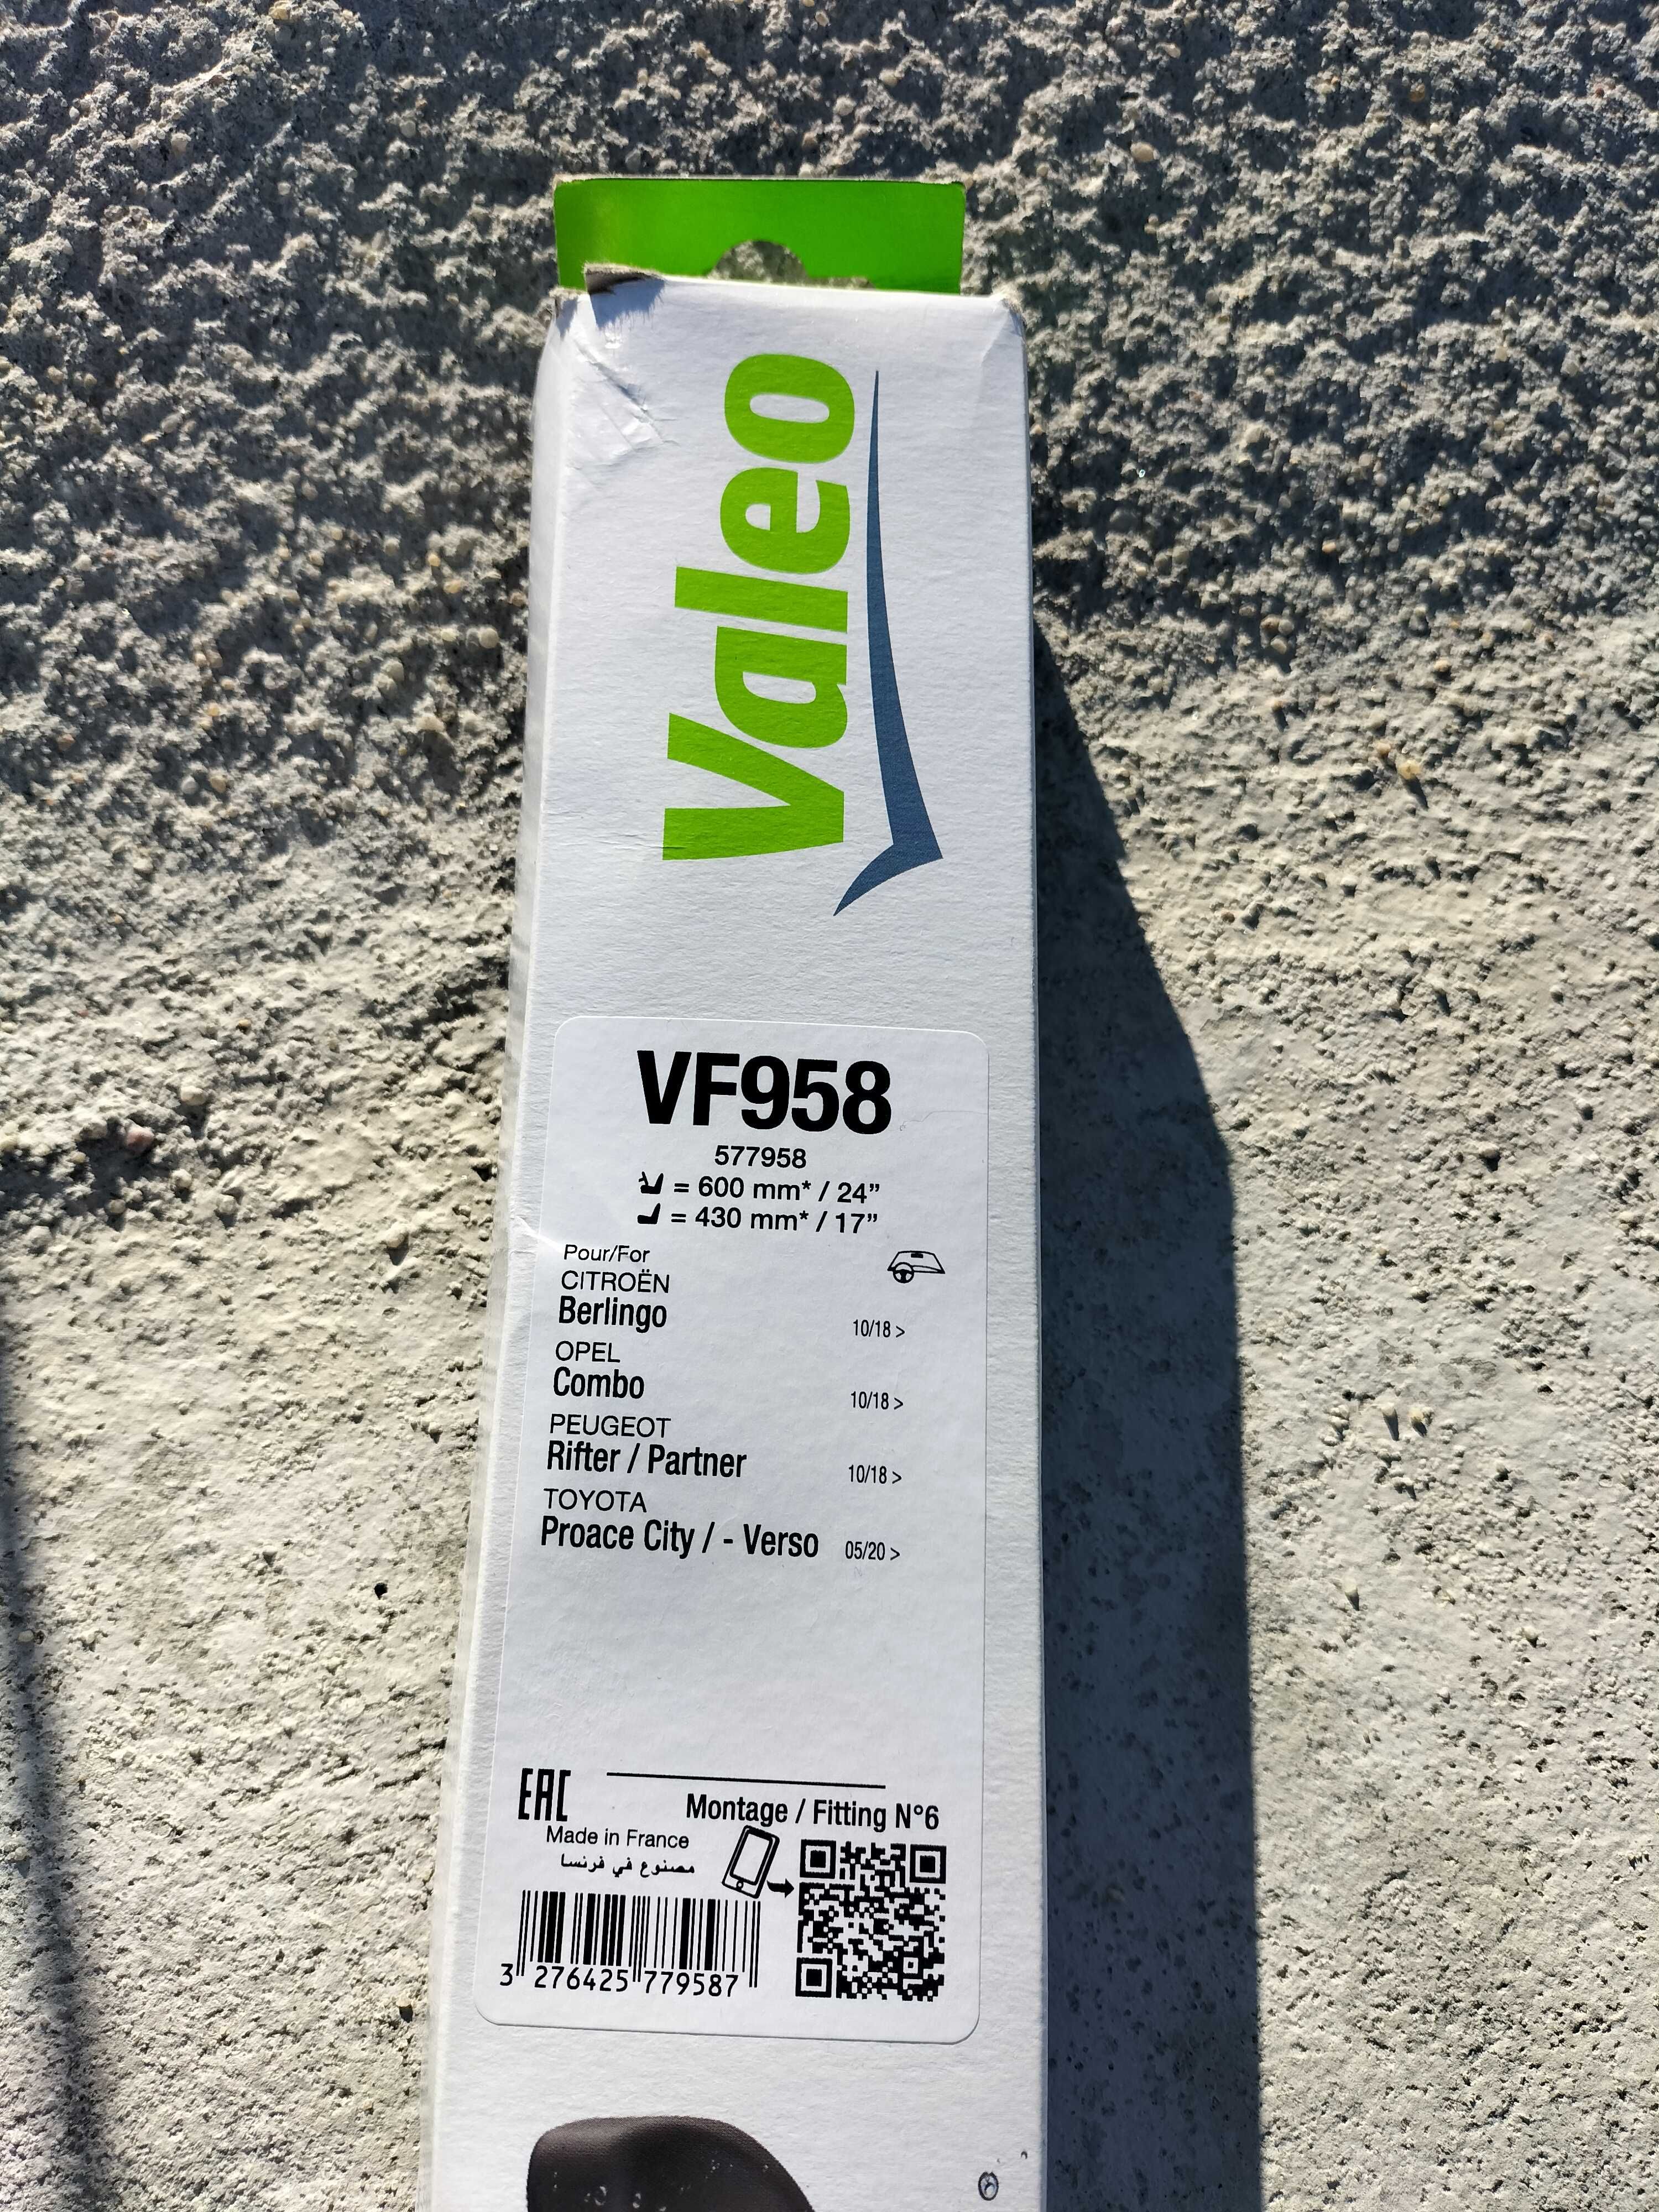 Valeo
VF958
577958
= 600 mm* / 24”
= 430 mm* / 17”
Pour/For
CITROËN
Berlingo 10/18 >
OPEL
Combo 10/18 >
PEUGEOT
Rifter / Partner 10/18 >
TOYOTA
Proace City / - Verso 05/20 >
EAC
Montage / Fitting N°6
Made in France
مصنوع في فرنسا
3 276425 779587